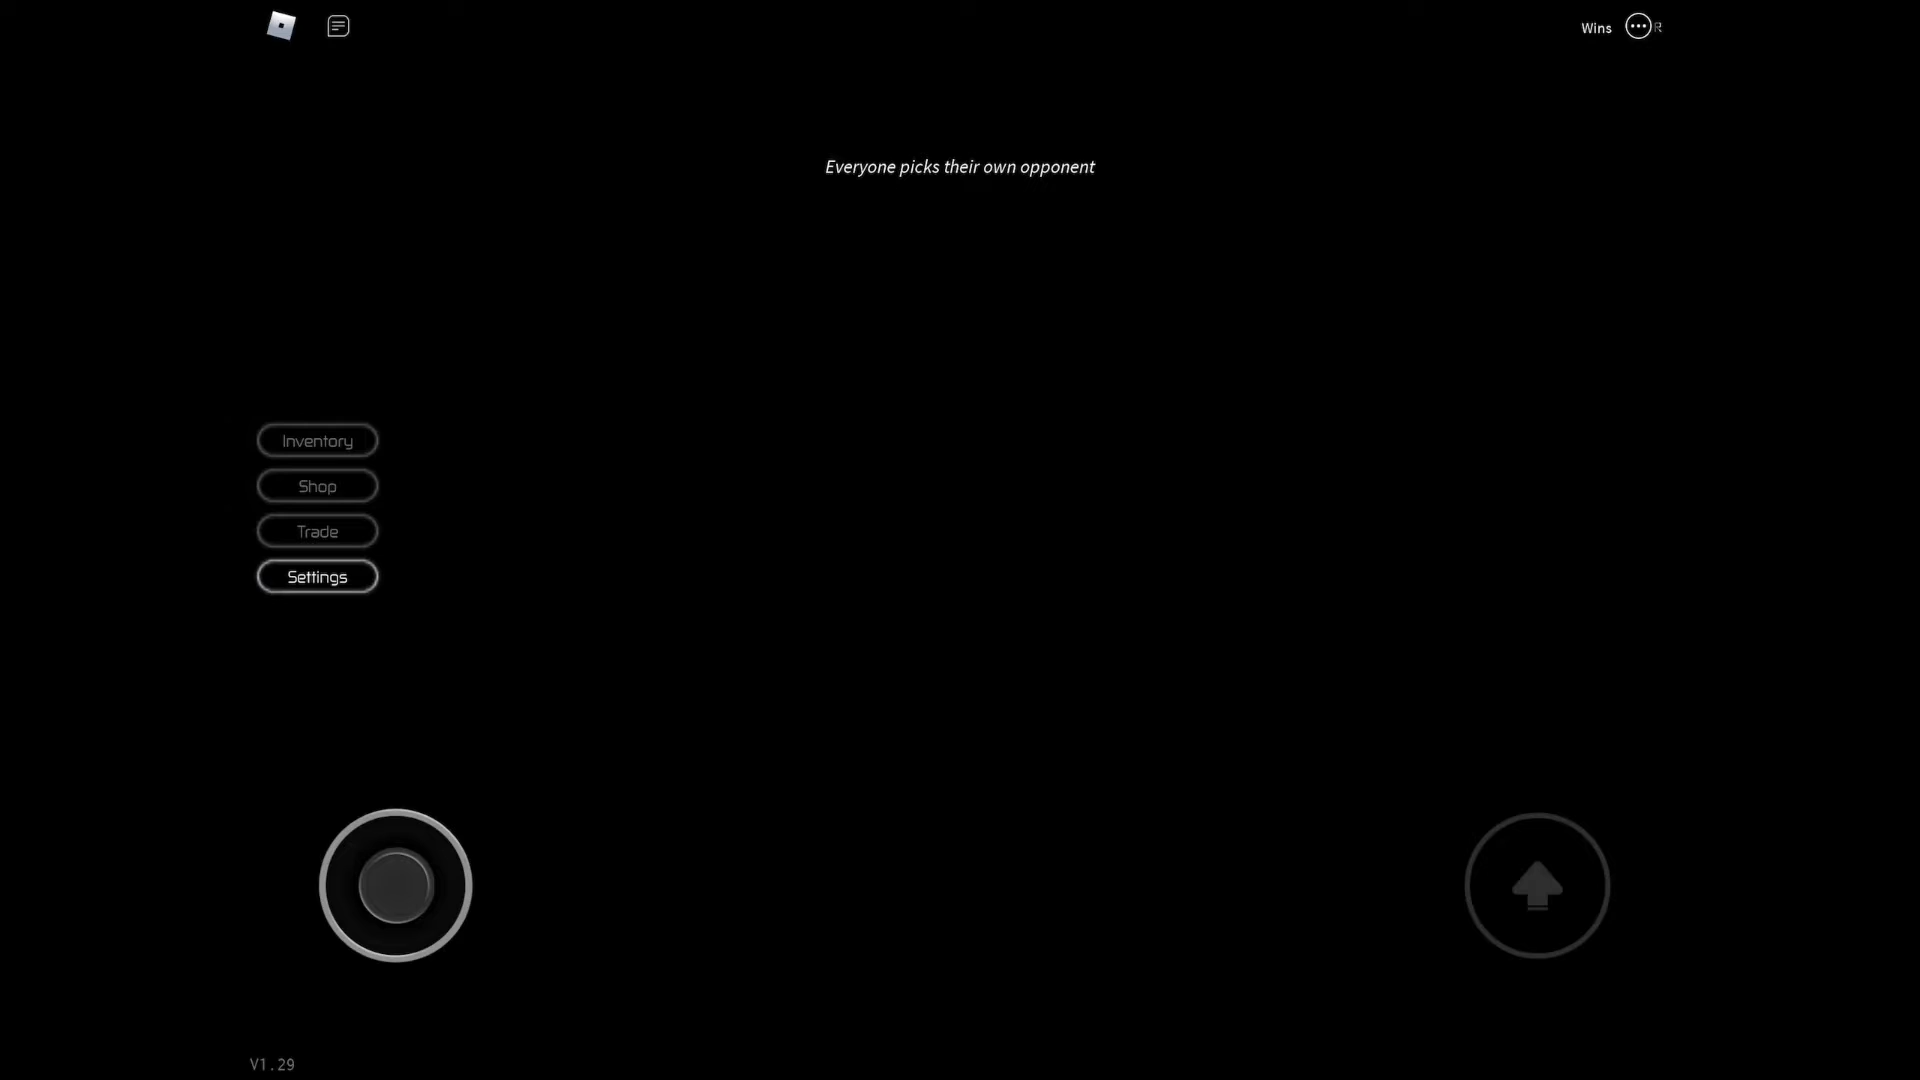 Wins
R
Everyone picks their own opponent
Inventory
Shop
Trade
Settings
V1.29